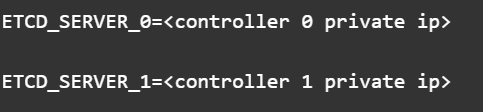 ETCD_SERVER_0=<controller 0 private ip>
ETCD_SERVER_1=<controller 1 private ip>